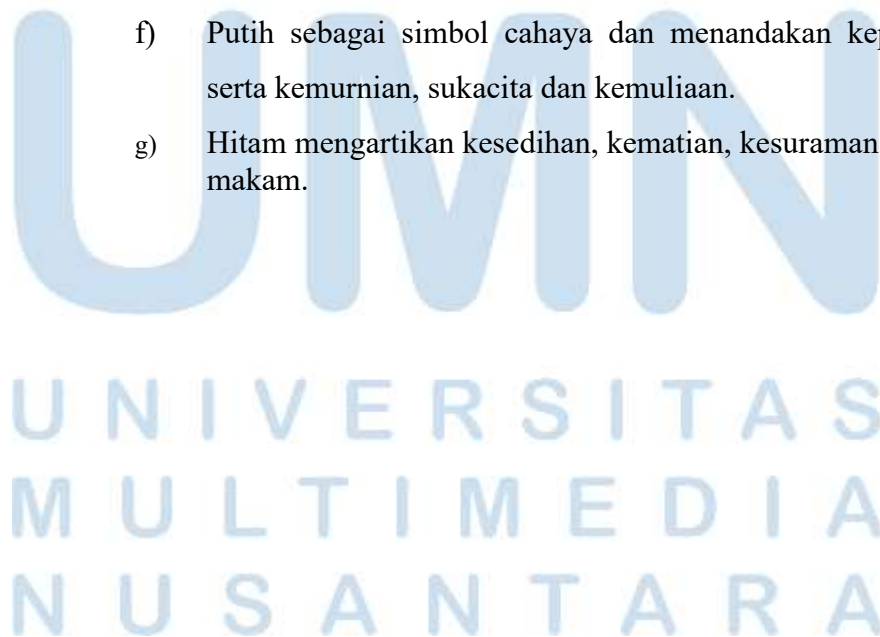 f) Putih sebagai simbol cahaya dan menandakan
serta kemurnian, sukacita dan kemuliaan.
g) Hitam mengartikan kesedihan, kematian, kesuraman
makam.
UMN
UNIVERSITAS
MULTIMEDIA
NUSANTARA